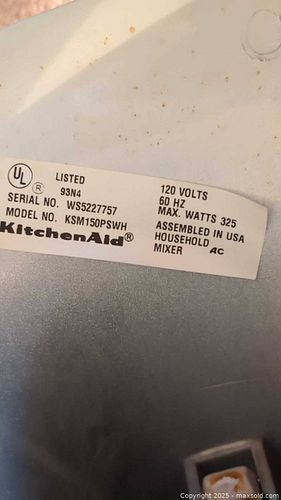 UL ® LISTED
93N4
SERIAL NO. WS5227757
MODEL NO. KSM150PSWH
KitchenAid®
120 VOLTS
60 HZ
MAX. WATTS 325
ASSEMBLED IN USA
HOUSEHOLD
MIXER AC
Copyright © 2025 - maxsold.com